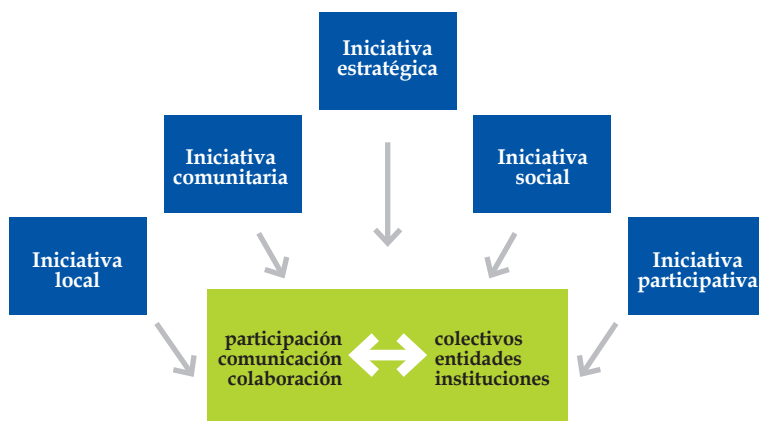 Iniciativa
estratégica
Iniciativa
comunitaria
Iniciativa
social
Iniciativa
local
Iniciativa
participativa
participación
comunicación
colaboración
colectivos
entidades
instituciones